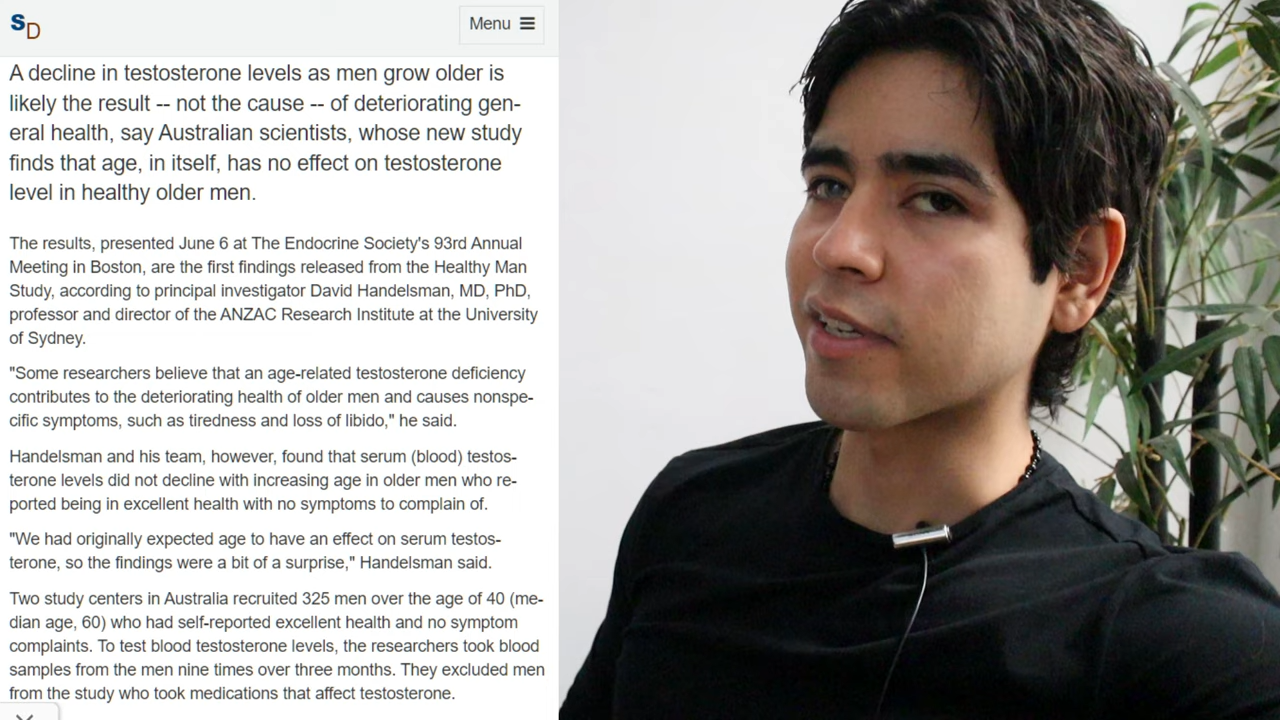 SD
Menu
A decline in testosterone levels as men grow older is
likely the result -- not the cause -- of deteriorating gen-
eral health, say Australian scientists, whose new study
finds that age, in itself, has no effect on testosterone
level in healthy older men.
The results, presented June 6 at The Endocrine Society's 93rd Annual
Meeting in Boston, are the first findings released from the Healthy Man
Study, according to principal investigator David Handelsman, MD, PhD,
professor and director of the ANZAC Research Institute at the University
of Sydney.
"Some researchers believe that an age-related testosterone deficiency
contributes to the deteriorating health of older men and causes nonspe-
cific symptoms, such as tiredness and loss of libido," he said.
Handelsman and his team, however, found that serum (blood) testos-
terone levels did not decline with increasing age in older men who re-
ported being in excellent health with no symptoms to complain of.
"We had originally expected age to have an effect on serum testos-
terone, so the findings were a bit of a surprise," Handelsman said.
Two study centers in Australia recruited 325 men over the age of 40 (me-
dian age, 60) who had self-reported excellent health and no symptom
complaints. To test blood testosterone levels, the researchers took blood
samples from the men nine times over three months. They excluded men
from the study who took medications that affect testosterone.